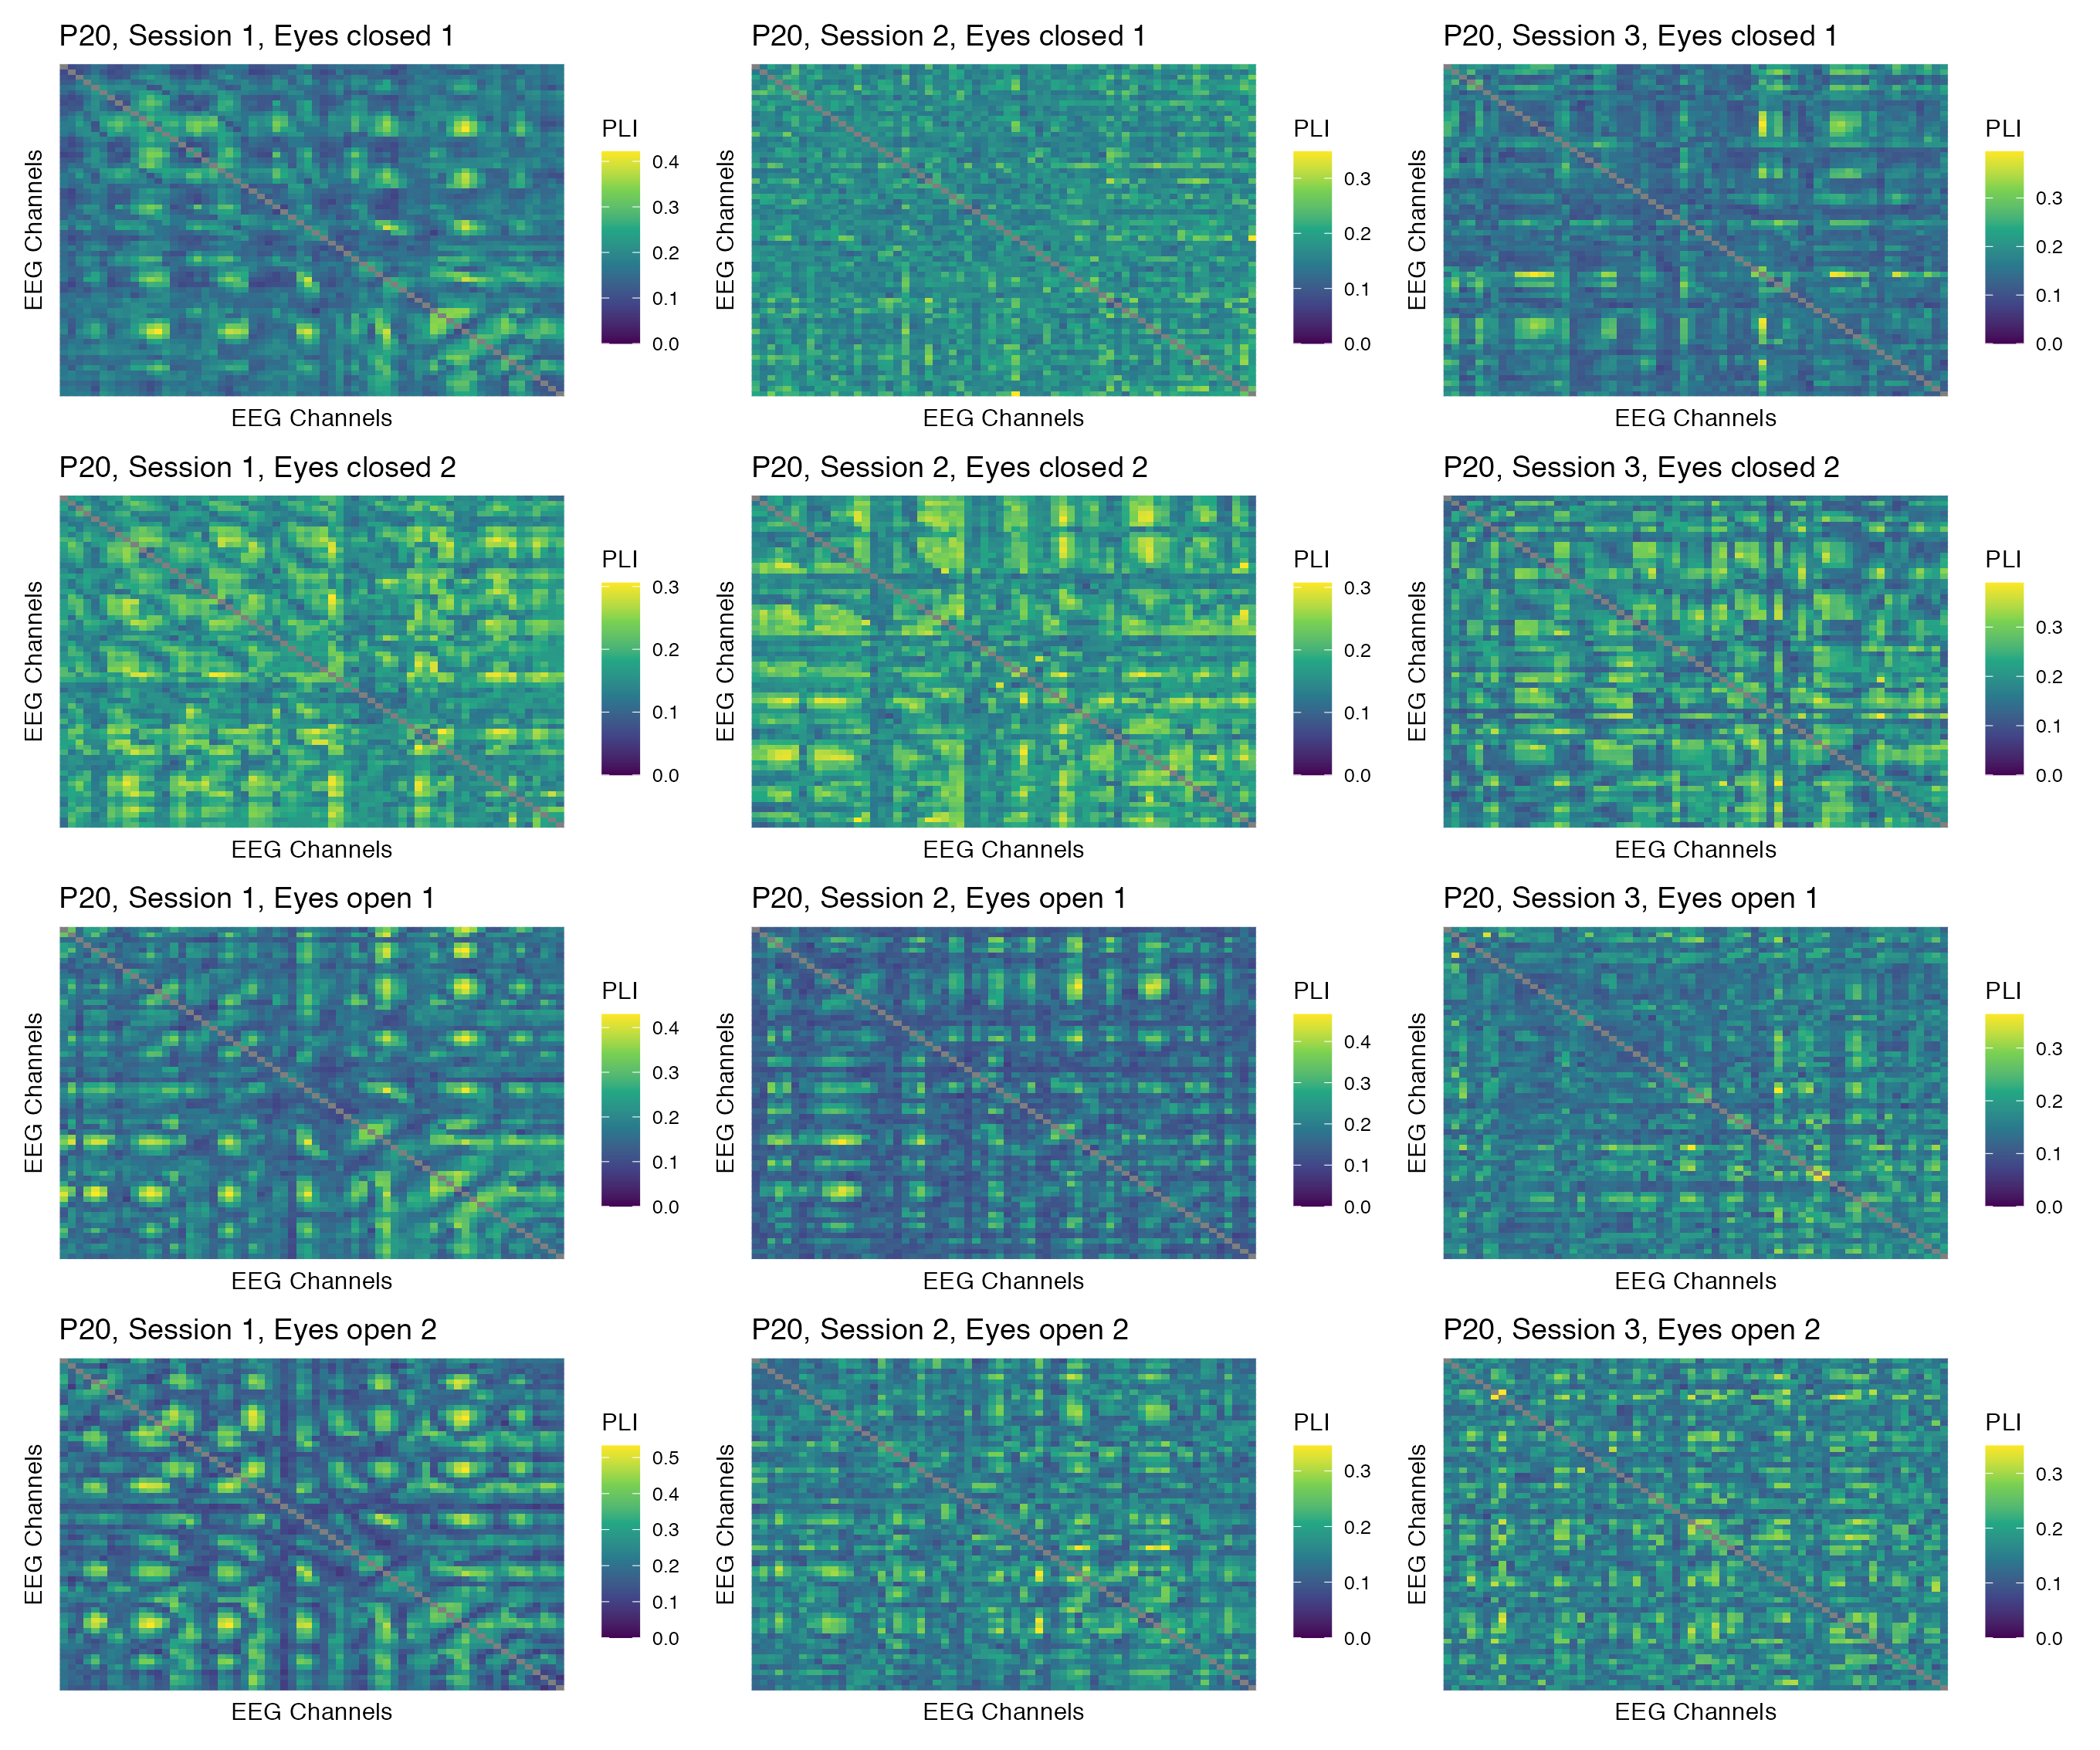 P20, Session 1, Eyes closed 1
EEG Channels
EEG Channels
PLI
0.4
0.3
0.2
0.1
0.0
P20, Session 2, Eyes closed 1
EEG Channels
EEG Channels
PLI
0.3
0.2
0.1
0.0
P20, Session 3, Eyes closed 1
EEG Channels
EEG Channels
PLI
0.3
0.2
0.1
0.0
P20, Session 1, Eyes closed 2
EEG Channels
EEG Channels
PLI
0.3
0.2
0.1
0.0
P20, Session 2, Eyes closed 2
EEG Channels
EEG Channels
PLI
0.3
0.2
0.1
0.0
P20, Session 3, Eyes closed 2
EEG Channels
EEG Channels
PLI
0.3
0.2
0.1
0.0
P20, Session 1, Eyes open 1
EEG Channels
EEG Channels
PLI
0.4
0.3
0.2
0.1
0.0
P20, Session 2, Eyes open 1
EEG Channels
EEG Channels
PLI
0.4
0.3
0.2
0.1
0.0
P20, Session 3, Eyes open 1
EEG Channels
EEG Channels
PLI
0.3
0.2
0.1
0.0
P20, Session 1, Eyes open 2
EEG Channels
EEG Channels
PLI
0.5
0.4
0.3
0.2
0.1
0.0
P20, Session 2, Eyes open 2
EEG Channels
EEG Channels
PLI
0.3
0.2
0.1
0.0
P20, Session 3, Eyes open 2
EEG Channels
EEG Channels
PLI
0.3
0.2
0.1
0.0